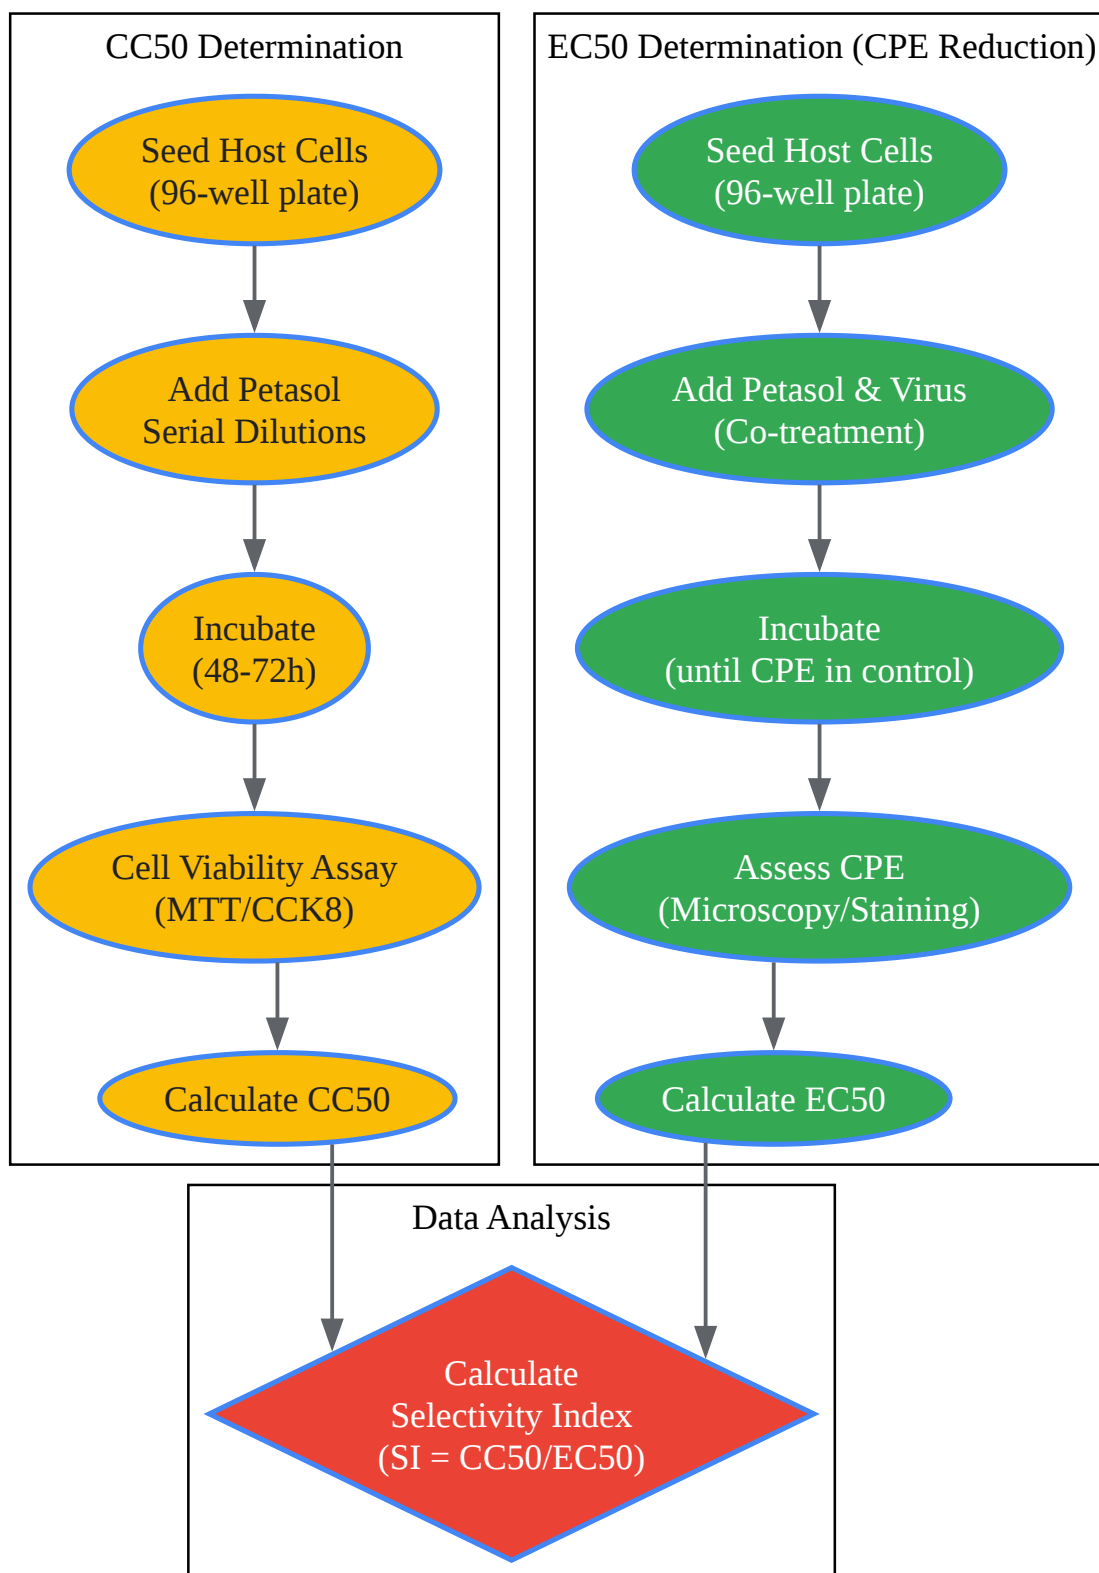 CC50 Determination
Seed Host Cells
(96-well plate)
Add Petasol
Serial Dilutions
Incubate
(48-72h)
Cell Viability Assay
(MTT/CCK8)
Calculate CC50
EC50 Determination (CPE Reduction)
Seed Host Cells
(96-well plate)
Add Petasol & Virus
(Co-treatment)
Incubate
(until CPE in control)
Assess CPE
(Microscopy/Staining)
Calculate EC50
Data Analysis
Calculate
Selectivity Index
(SI = CC50/EC50)